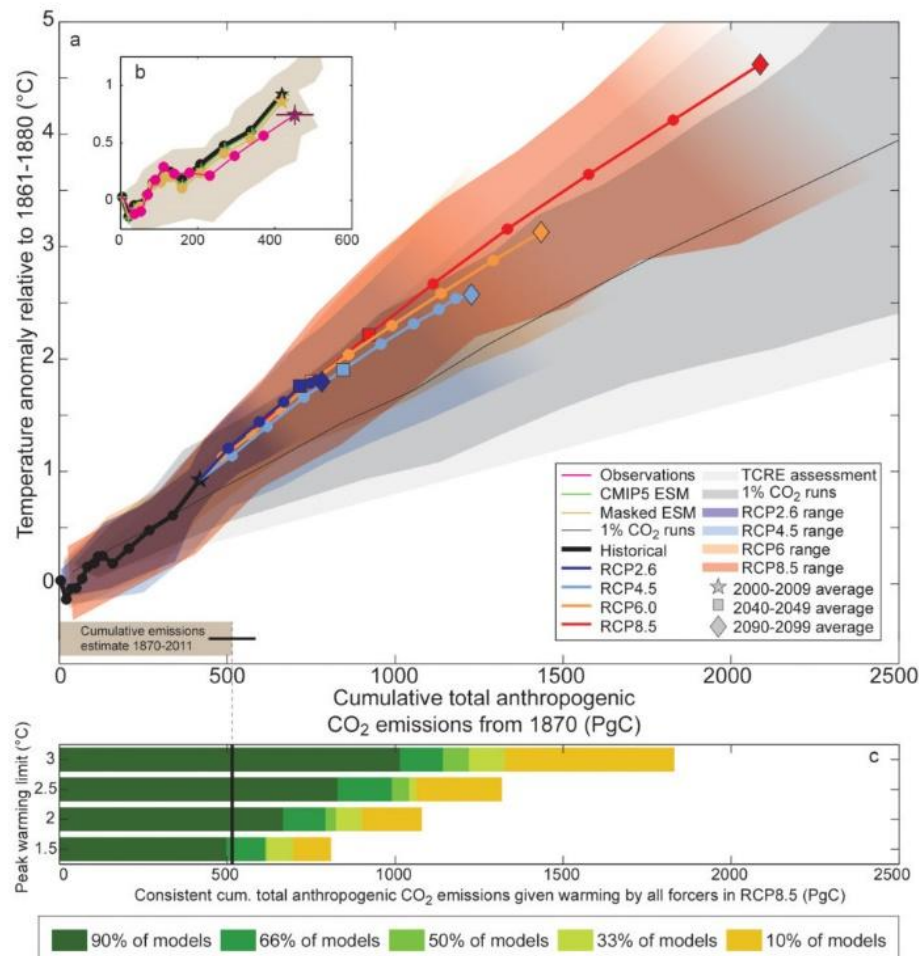 a
b
5
4
3
2
1
0
Temperature anomaly relative to 1861-1880 (°C)
1
0.5
0
0
200
400
600
Observations
CMIP5 ESM
Masked ESM
1% CO₂ runs
Historical
RCP2.6
RCP4.5
RCP6.0
RCP8.5
TCRE assessment
1% CO₂ runs
RCP2.6 range
RCP4.5 range
RCP6 range
RCP8.5 range
2000-2009 average
2040-2049 average
2090-2099 average
Cumulative emissions
estimate 1870-2011
0
500
1000
1500
2000
2500
Cumulative total anthropogenic
CO₂ emissions from 1870 (PgC)
c
Peak warming limit (°C)
3
2.5
2
1.5
0
500
1000
1500
2000
2500
Consistent cum. total anthropogenic CO₂ emissions given warming by all forcers in RCP8.5 (PgC)
90% of models
66% of models
50% of models
33% of models
10% of models